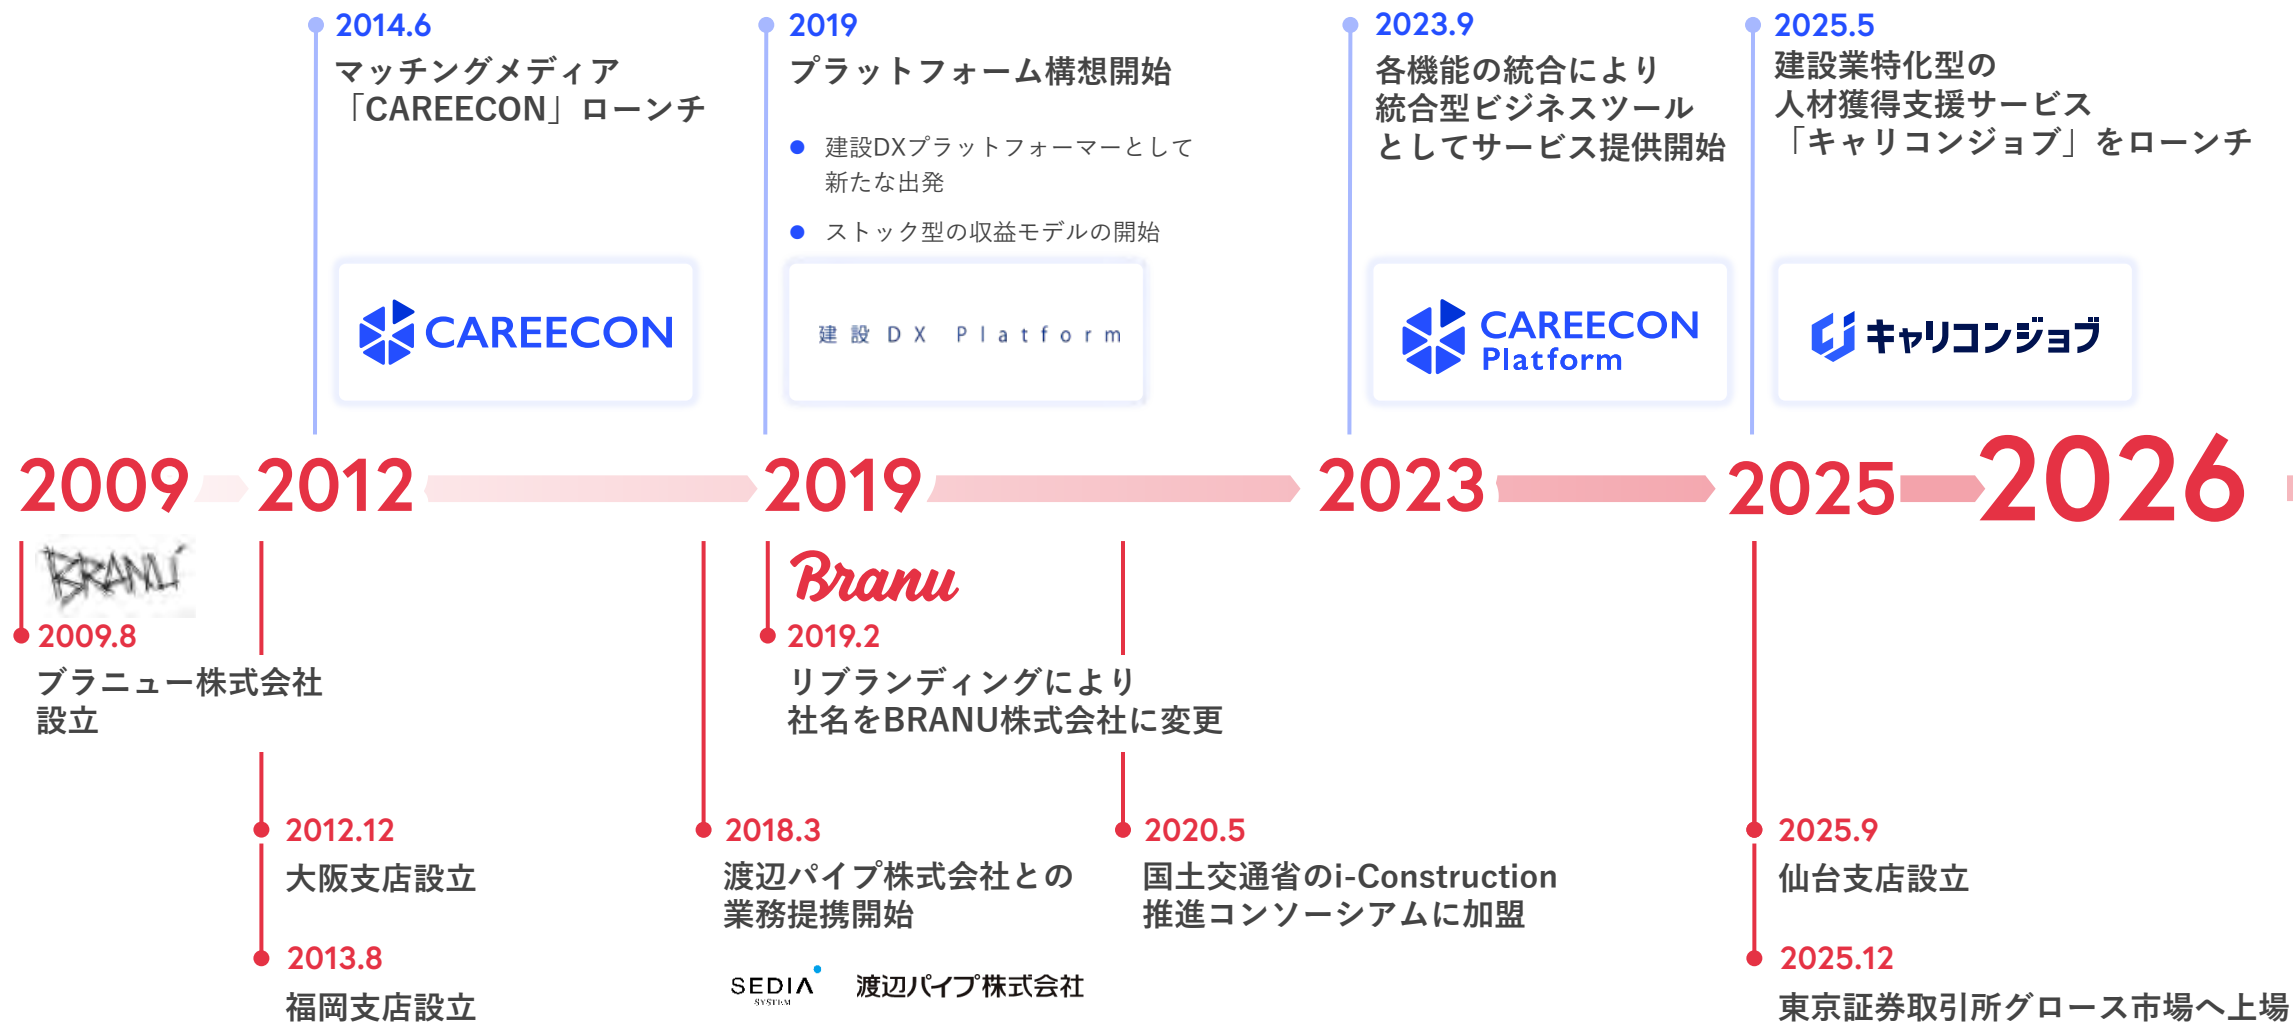 2014.6
マッチングメディア
「CAREECON」ローンチ
CAREECON
2019
プラットフォーム構想開始
建設DXプラットフォーマーとして
新たな出発
ストック型の収益モデルの開始
建設DX Platform
2023.9
各機能の統合により
統合型ビジネスツール
としてサービス提供開始
CAREECON
Platform
2025.5
建設業特化型の
人材獲得支援サービス
「キャリコンジョブ」をローンチ
キャリコンジョブ
2009 2012 2019 2023 2025 2026
BRANU
2009.8
ブラニュー株式会社
設立
2012.12
大阪支店設立
2013.8
福岡支店設立
2018.3
渡辺パイプ株式会社との
業務提携開始
SEDIA
SYSTEM
渡辺パイプ株式会社
Branu
2019.2
リブランディングにより
社名をBRANU株式会社に変更
2020.5
国土交通省のi-Construction
推進コンソーシアムに加盟
2025.9
仙台支店設立
2025.12
東京証券取引所グロース市場へ上場